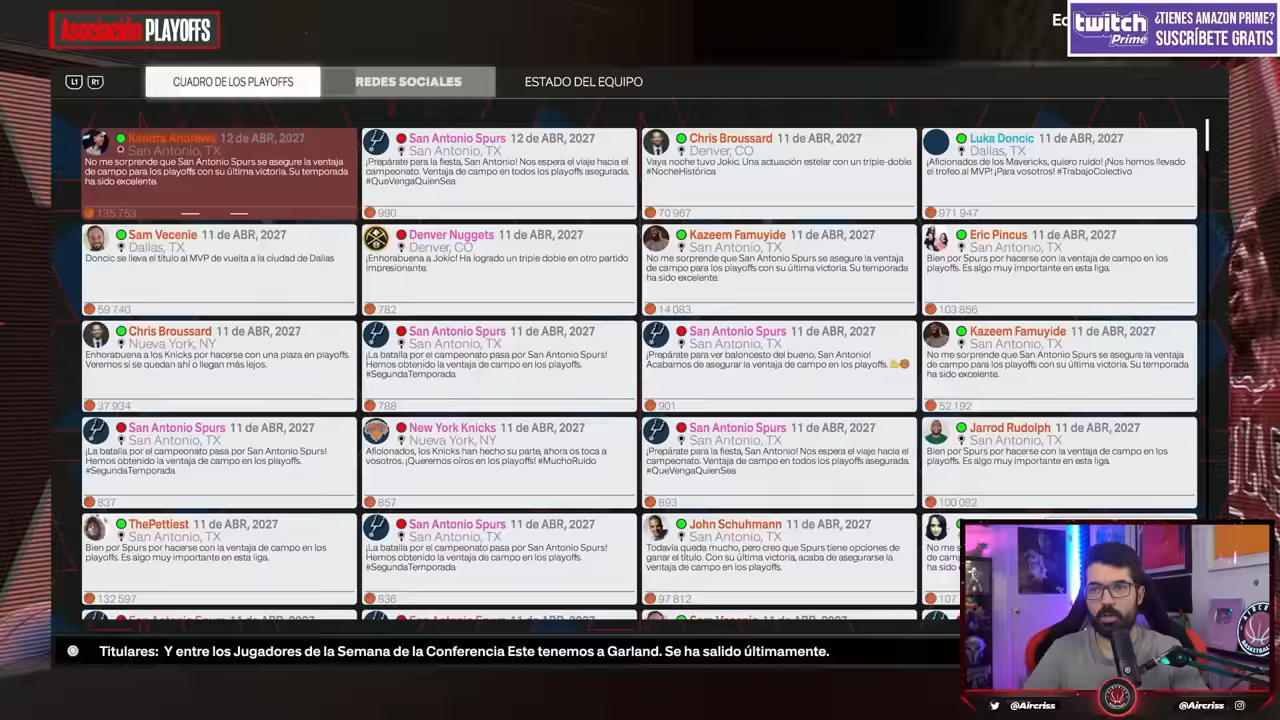 Asociación PLAYOFFS
twitch
Prime
¿TIENES AMAZON PRIME?
SUSCRÍBETE GRATIS
L1 R1
CUADRO DE LOS PLAYOFFS
REDES SOCIALES
ESTADO DEL EQUIPO
Kendra Andrews 12 de ABR, 2027
San Antonio, TX
No me sorprende que San Antonio Spurs se asegure la ventaja
de campo para los playoffs con su última victoria. Su temporada
ha sido excelente.
135 753
San Antonio Spurs 12 de ABR, 2027
San Antonio, TX
¡Prepárate para la fiesta, San Antonio! Nos espera el viaje hacia el
campeonato. Ventaja de campo en todos los playoffs asegurada.
#QueVengaQuienSea
990
Chris Broussard 11 de ABR, 2027
Denver, CO
Vaya noche tuvo Jokic. Una actuación estelar con un triple-doble
#NocheHistórica
70 967
Luka Doncic 11 de ABR, 2027
Dallas, TX
¡Aficionados de los Mavericks, quiero ruido! ¡Nos hemos llevado
el trofeo al MVP! ¡Para vosotros! #TrabajoColectivo
971 947
Sam Vecenie 11 de ABR, 2027
Dallas, TX
Doncic se lleva el título al MVP de vuelta a la ciudad de Dallas
59 740
Denver Nuggets 11 de ABR, 2027
Denver, CO
¡Enhorabuena a Jokic! Ha logrado un triple doble en otro partido
impresionante.
782
Kazeem Famuyide 11 de ABR, 2027
San Antonio, TX
No me sorprende que San Antonio Spurs se asegure la ventaja
de campo para los playoffs con su última victoria. Su temporada
ha sido excelente.
14 083
Eric Pincus 11 de ABR, 2027
San Antonio, TX
Bien por Spurs por hacerse con la ventaja de campo en los
playoffs. Es algo muy importante en esta liga.
103 856
Chris Broussard 11 de ABR, 2027
Nueva York, NY
Enhorabuena a los Knicks por hacerse con una plaza en playoffs.
Veremos si se quedan ahí o llegan más lejos.
37 934
San Antonio Spurs 11 de ABR, 2027
San Antonio, TX
¡La batalla por el campeonato pasa por San Antonio Spurs!
Hemos obtenido la ventaja de campo en los playoffs.
#SegundaTemporada
788
San Antonio Spurs 11 de ABR, 2027
San Antonio, TX
¡Prepárate para ver baloncesto del bueno, San Antonio!
Acabamos de asegurar la ventaja de campo en los playoffs.
901
Kazeem Famuyide 11 de ABR, 2027
San Antonio, TX
No me sorprende que San Antonio Spurs se asegure la ventaja
de campo para los playoffs con su última victoria. Su temporada
ha sido excelente.
52 192
San Antonio Spurs 11 de ABR, 2027
San Antonio, TX
¡La batalla por el campeonato pasa por San Antonio Spurs!
Hemos obtenido la ventaja de campo en los playoffs.
#SegundaTemporada
837
New York Knicks 11 de ABR, 2027
Nueva York, NY
Aficionados, los Knicks han hecho su parte, ahora os toca a
vosotros. ¡Queremos oíros en los playoffs! #MuchoRuido
857
San Antonio Spurs 11 de ABR, 2027
San Antonio, TX
¡Prepárate para la fiesta, San Antonio! Nos espera el viaje hacia el
campeonato. Ventaja de campo en todos los playoffs asegurada.
#QueVengaQuienSea
893
Jarrod Rudolph 11 de ABR, 2027
San Antonio, TX
Bien por Spurs por hacerse con la ventaja de campo en los
playoffs. Es algo muy importante en esta liga.
100 082
ThePettiest 11 de ABR, 2027
San Antonio, TX
Bien por Spurs por hacerse con la ventaja de campo en los
playoffs. Es algo muy importante en esta liga.
132 597
San Antonio Spurs 11 de ABR, 2027
San Antonio, TX
¡La batalla por el campeonato pasa por San Antonio Spurs!
Hemos obtenido la ventaja de campo en los playoffs.
#SegundaTemporada
836
John Schuhmann 11 de ABR, 2027
San Antonio, TX
Todavía queda mucho, pero creo que Spurs tiene opciones de
ganar el título. Con su última victoria, acaba de asegurarse la
ventaja de campo en los playoffs.
97 812
No me s
de camp
ha sido
107
Titulares: Y entre los Jugadores de la Semana de la Conferencia Este tenemos a Garland. Se ha salido últimamente.
@Aircriss
@Aircriss